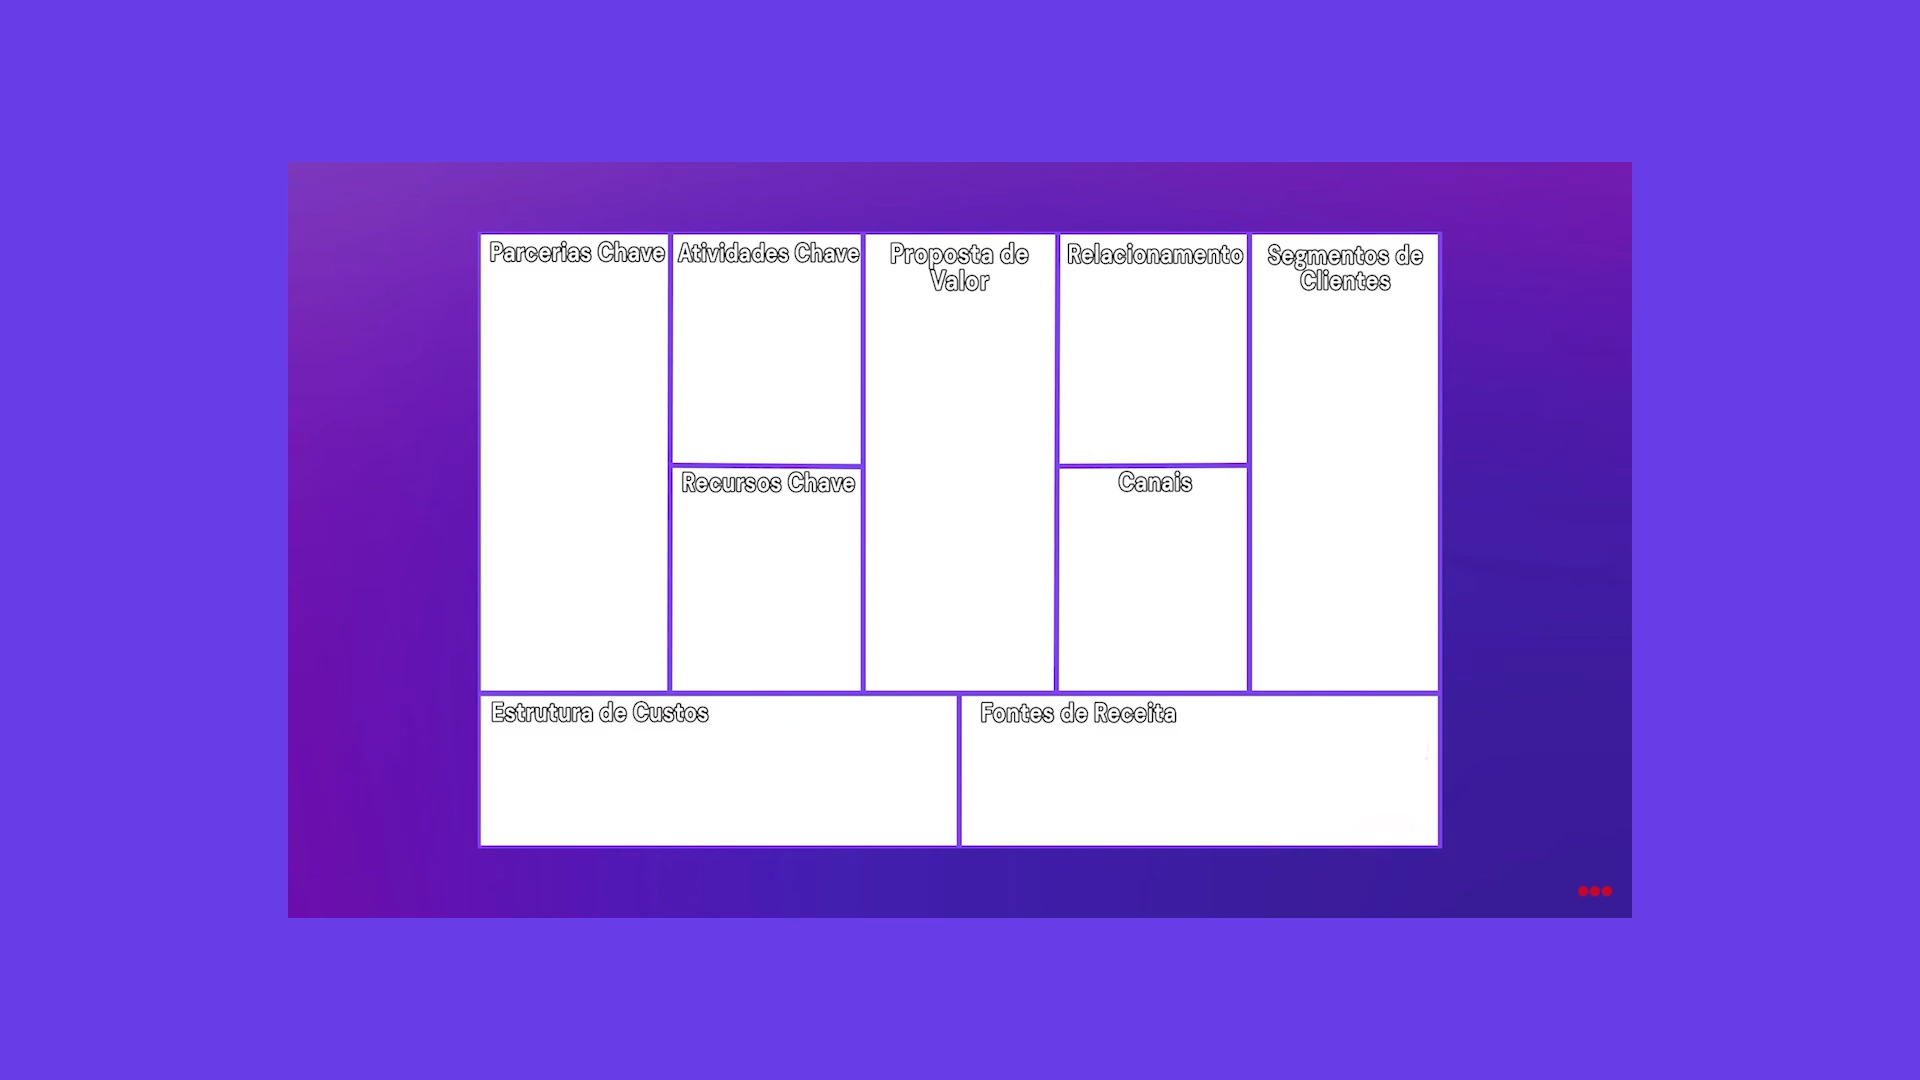 Parcerias Chave
Atividades Chave
Proposta de
Valor
Relacionamento
Segmentos de
Clientes
Recursos Chave
Canais
Estrutura de Custos
Fontes de Receita